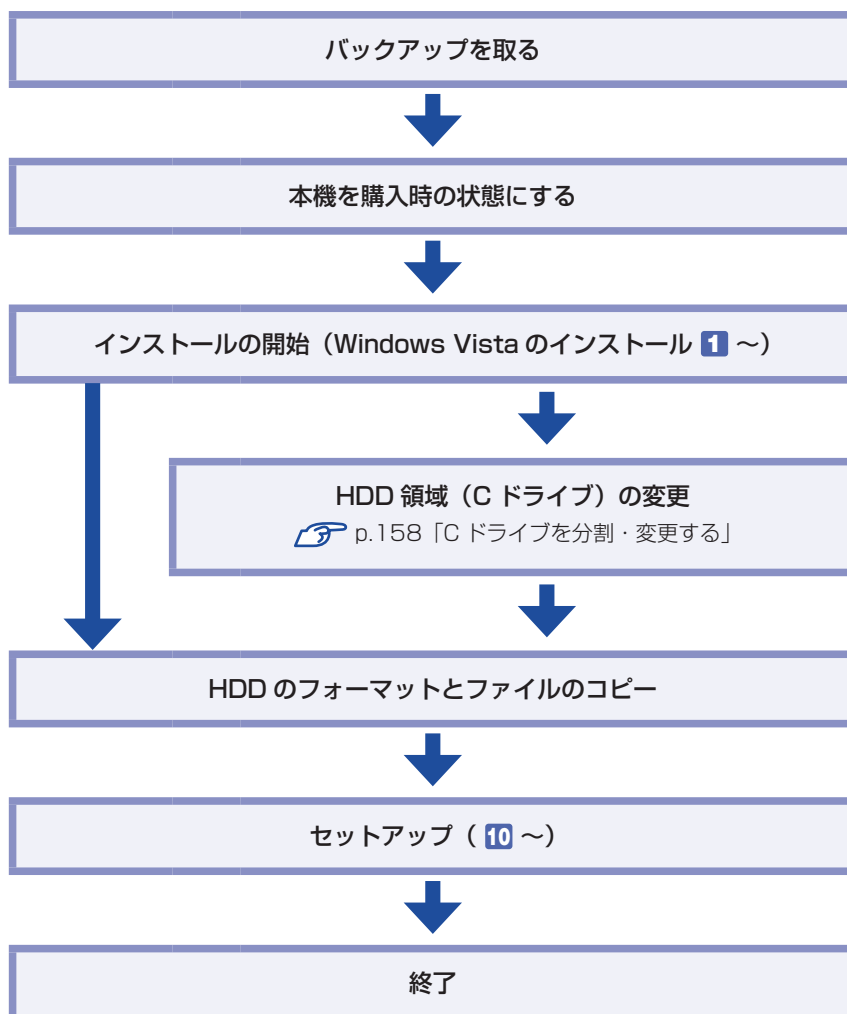 バックアップを取る
本機を購入時の状態にする
インストールの開始（Windows Vista のインストール 1 ～）
HDD 領域（C ドライブ）の変更
p.158「C ドライブを分割・変更する」
HDD のフォーマットとファイルのコピー
セットアップ（ 10 ～）
終了